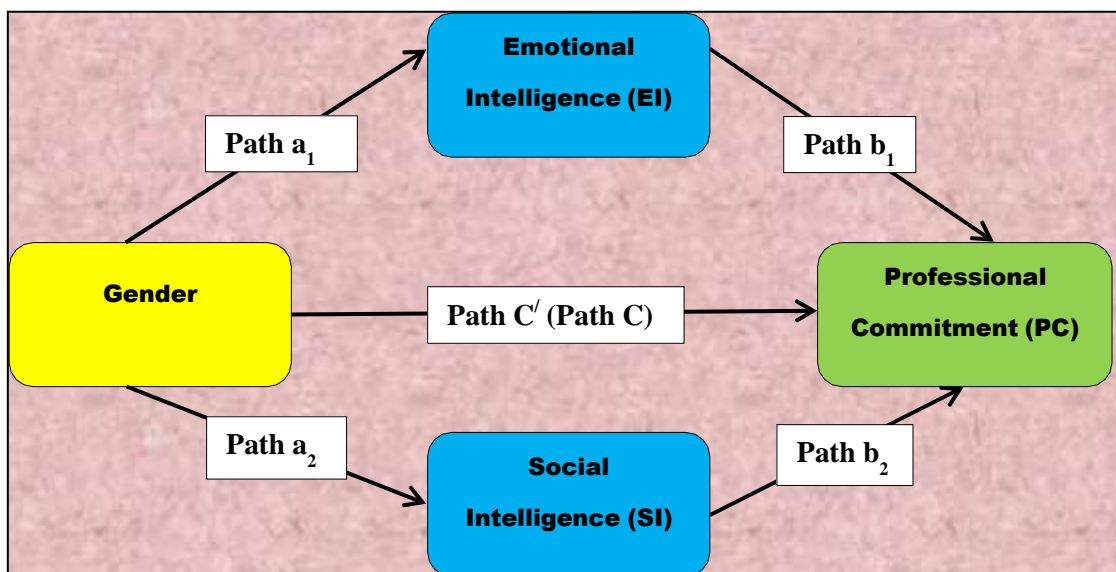 Emotional
Intelligence (EI)
Path a₁
Path b₁
Gender
Path C′ (Path C)
Professional
Commitment (PC)
Path a₂
Path b₂
Social
Intelligence (SI)